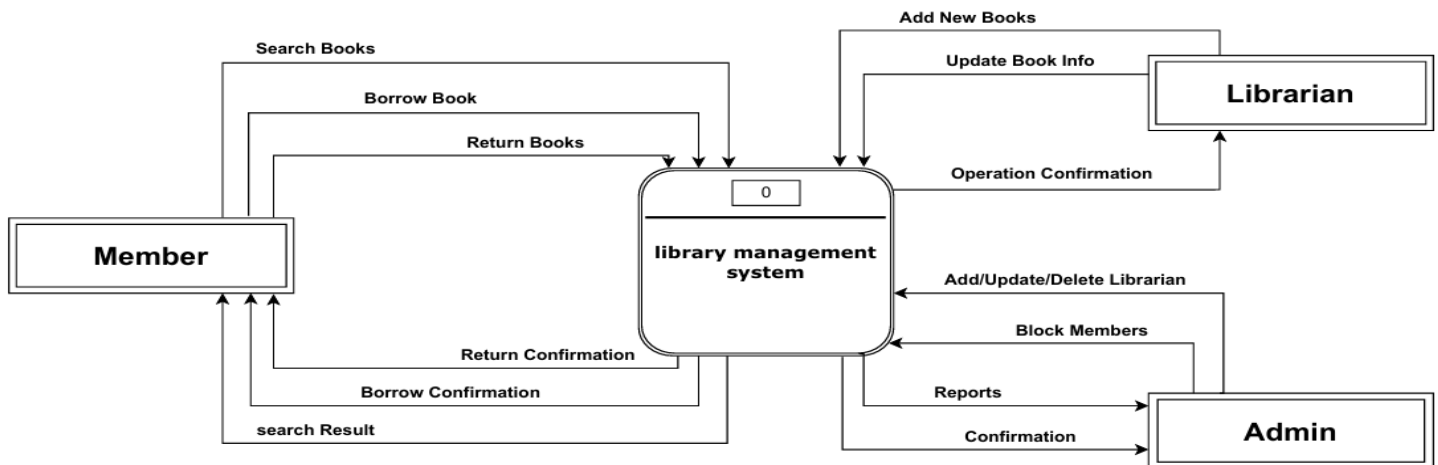 Add New Books
Search Books
Update Book Info
Librarian
Borrow Book
Return Books
Operation Confirmation
0
Member
library management
system
Add/Update/Delete Librarian
Block Members
Return Confirmation
Borrow Confirmation
Reports
search Result
Confirmation
Admin